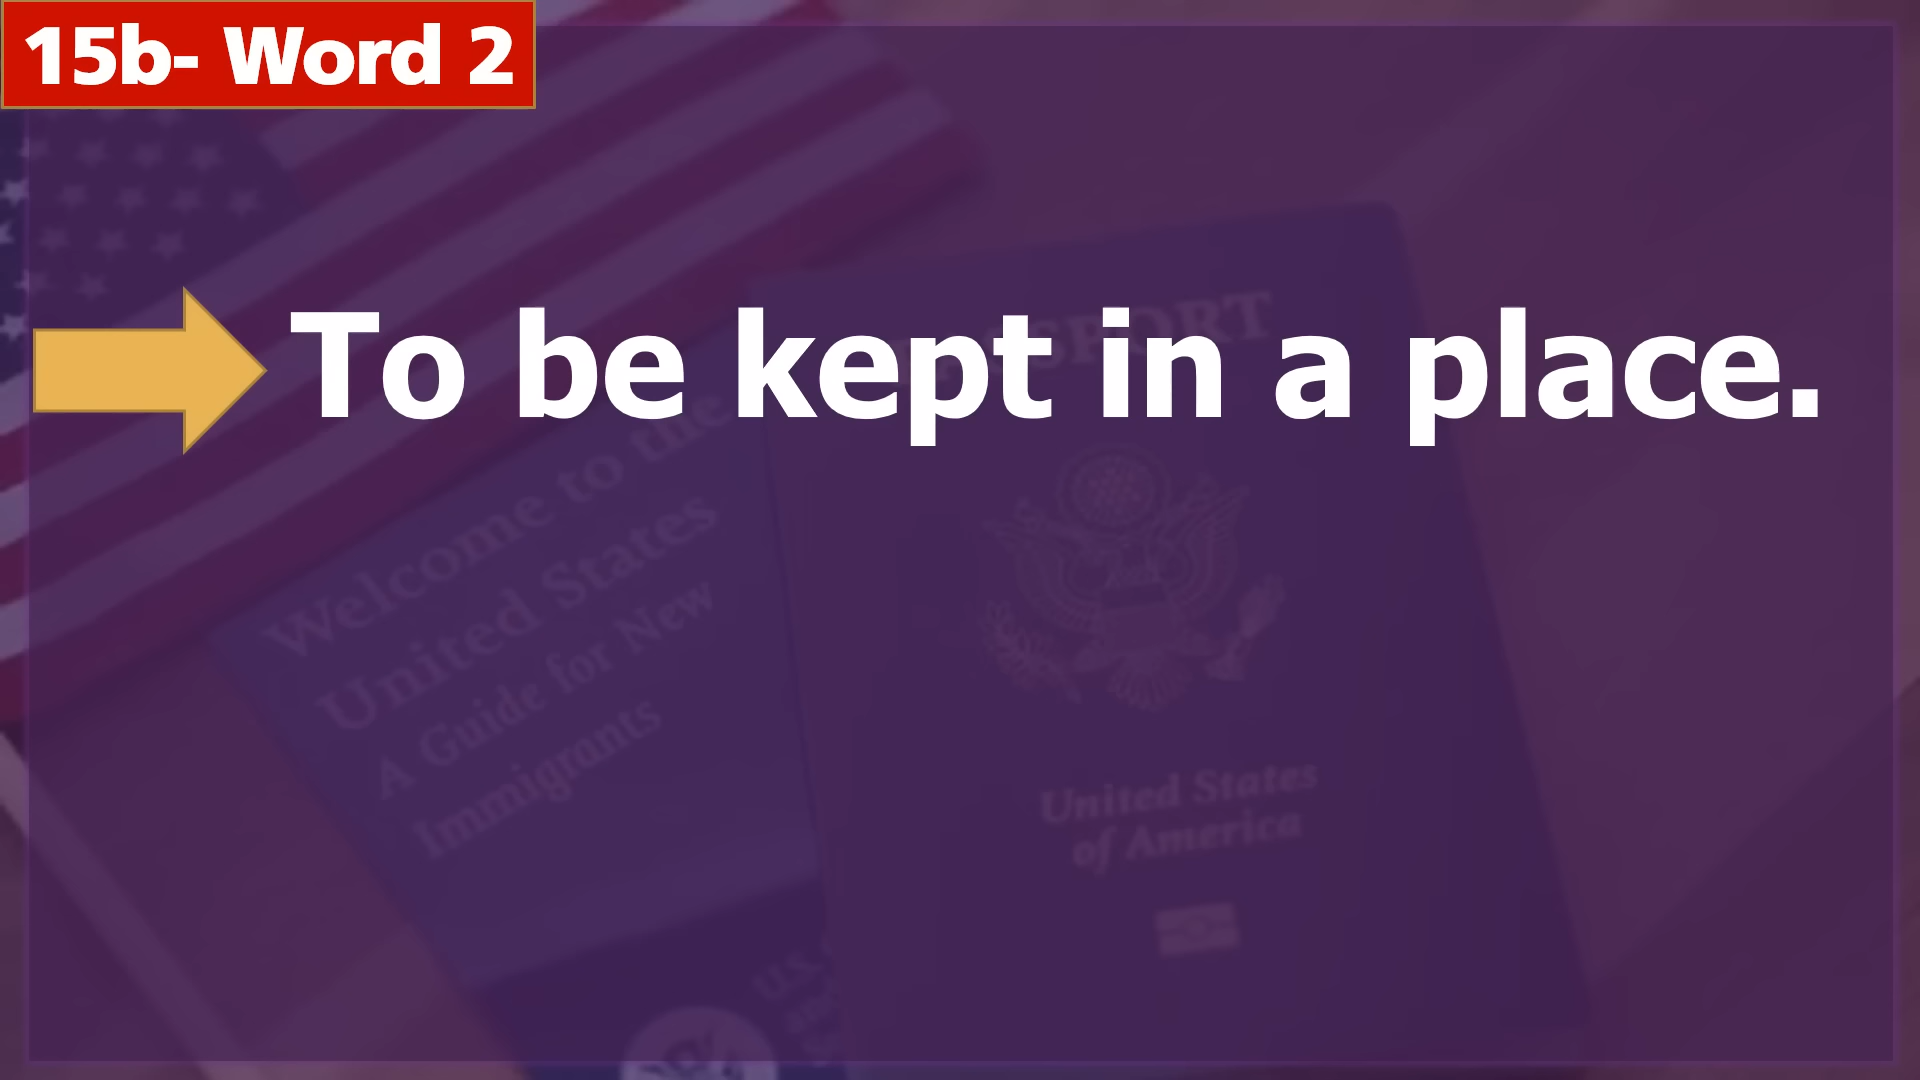 15b- Word 2
To be kept in a place.
PASSPORT
Welcome to the
United States
A Guide for New
Immigrants
United States
of America
U.S.